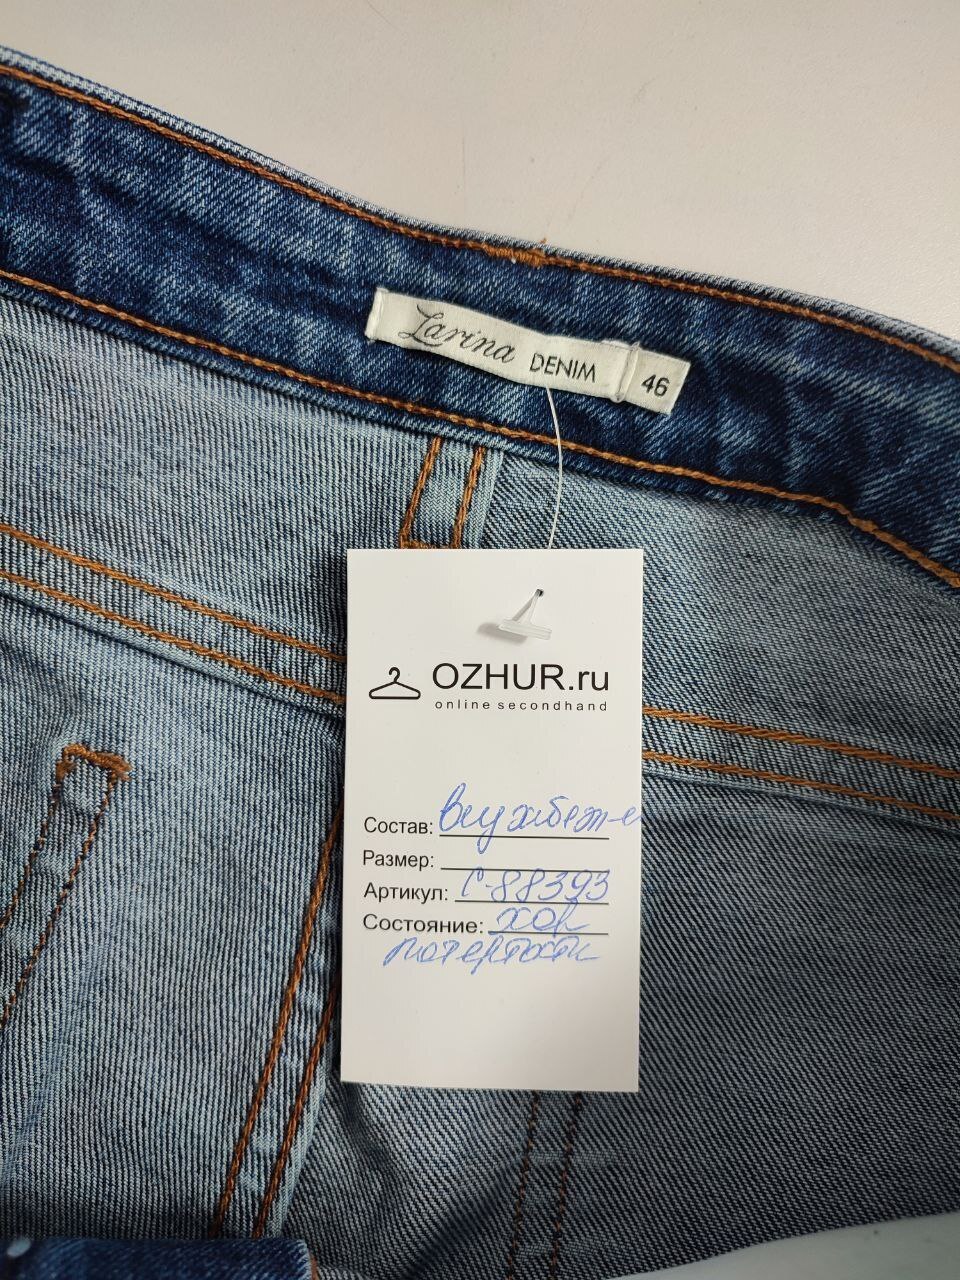 Larina DENIM 46
OZHUR.ru
online secondhand
Состав:
Размер:
Артикул: С-88393
Состояние: хор
потертости